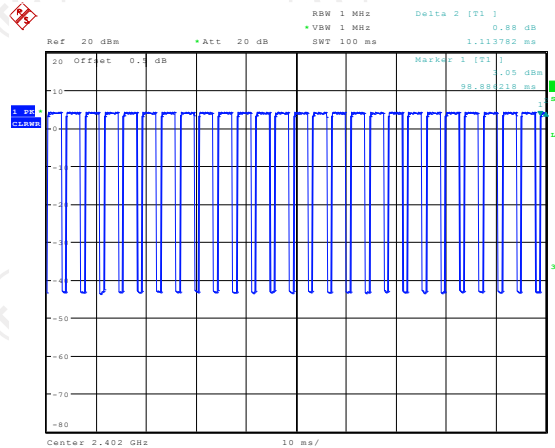 RBW 1 MHz Delta 2 [T1 ]
* VBW 1 MHz 0.88 dB
Ref 20 dBm * Att 20 dB SWT 100 ms 1.113782 ms
20 Offset 0.5 dB Marker 1 [T1 ]
3.05 dBm
10 98.886218 ms
1 PK *
CLRWR
0
-10
-20
-30
-40
-50
-60
-70
-80
Center 2.402 GHz 10 ms/